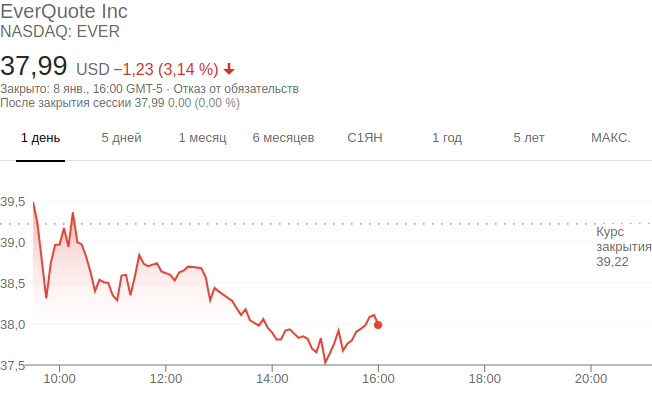 EverQuote Inc
NASDAQ: EVER
37,99 USD −1,23 (3,14 %)
Закрыто: 8 янв., 16:00 GMT-5 · Отказ от обязательств
После закрытия сессии 37,99 0,00 (0,00 %)
1 день 5 дней 1 месяц 6 месяцев С1ЯН 1 год 5 лет МАКС.
39,5
Курс
закрытия
39,22
39,0
38,5
38,0
37,5
10:00 12:00 14:00 16:00 18:00 20:00